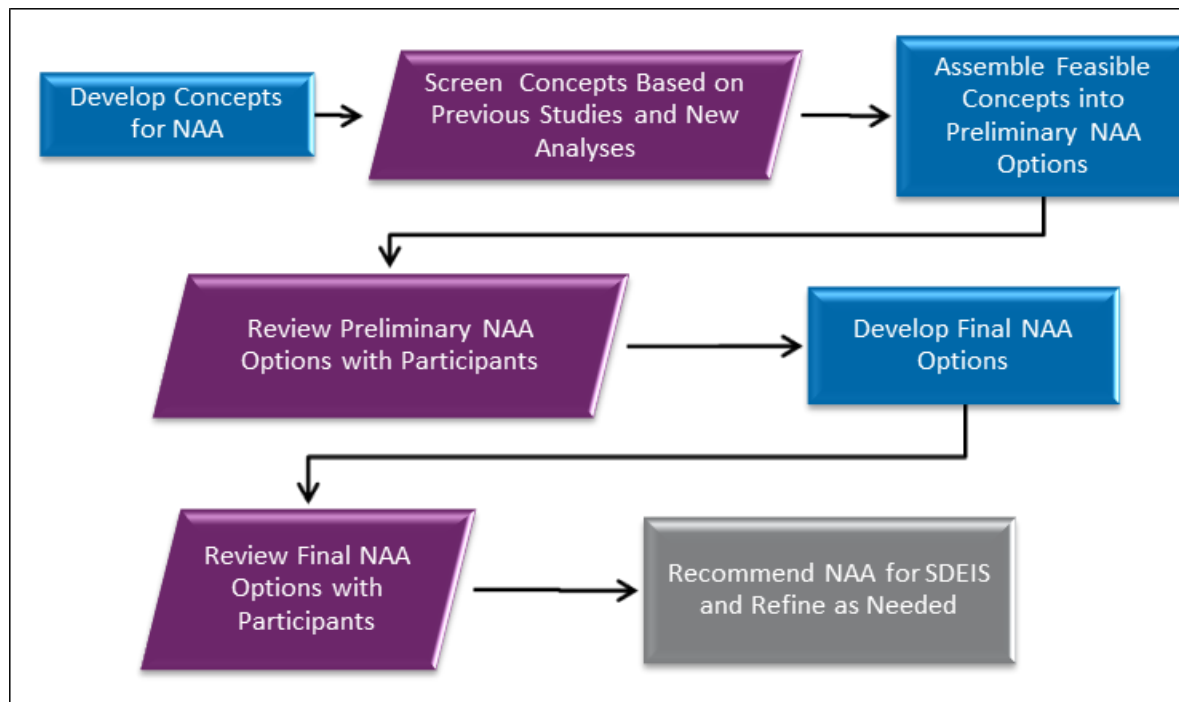 Develop Concepts
for NAA
Screen Concepts Based on
Previous Studies and New
Analyses
Assemble Feasible
Concepts into
Preliminary NAA
Options
Review Preliminary NAA
Options with Participants
Develop Final NAA
Options
Review Final NAA
Options with
Participants
Recommend NAA for SDEIS
and Refine as Needed